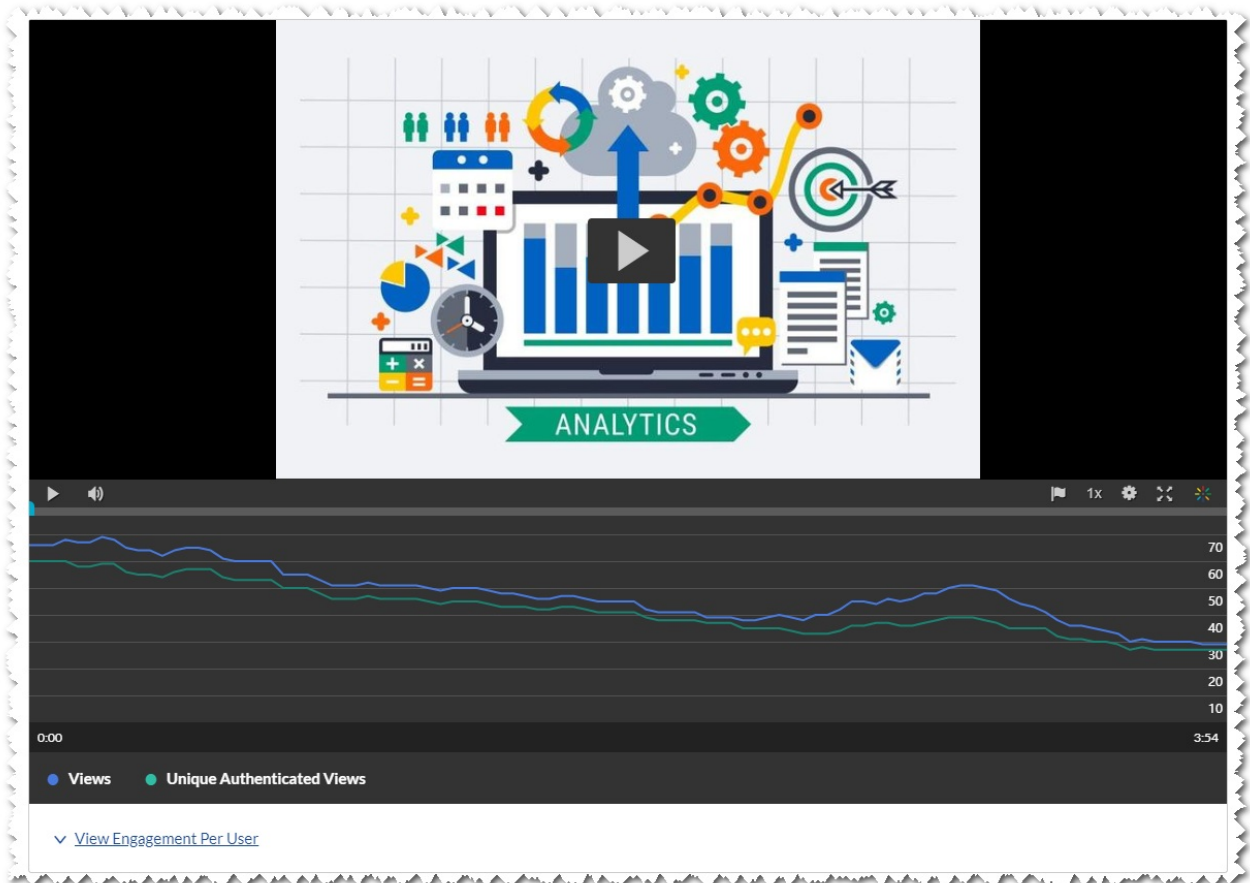 ANALYTICS
1x
70
60
50
40
30
20
10
0:00 3:54
Views Unique Authenticated Views
View Engagement Per User